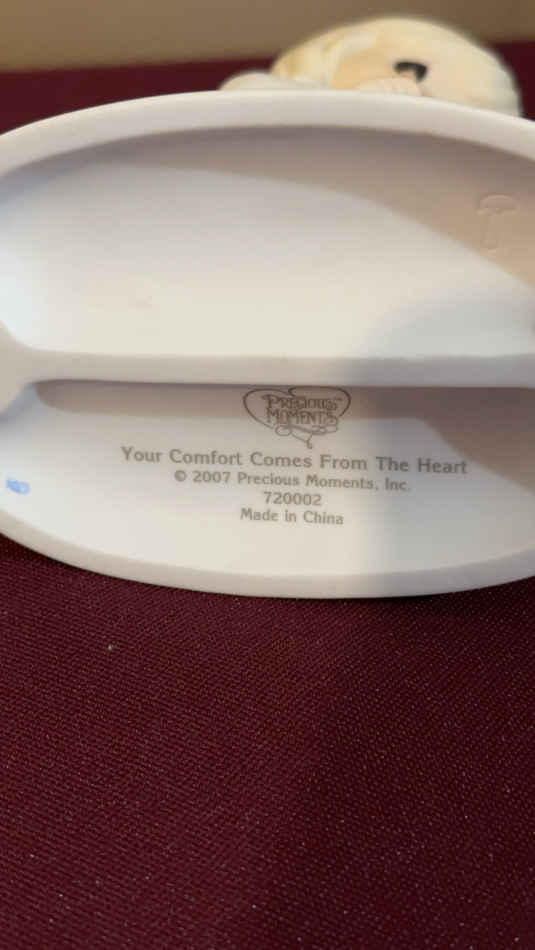 PRECIOUS
MOMENTS
Your Comfort Comes From The Heart
© 2007 Precious Moments, Inc.
720002
Made in China